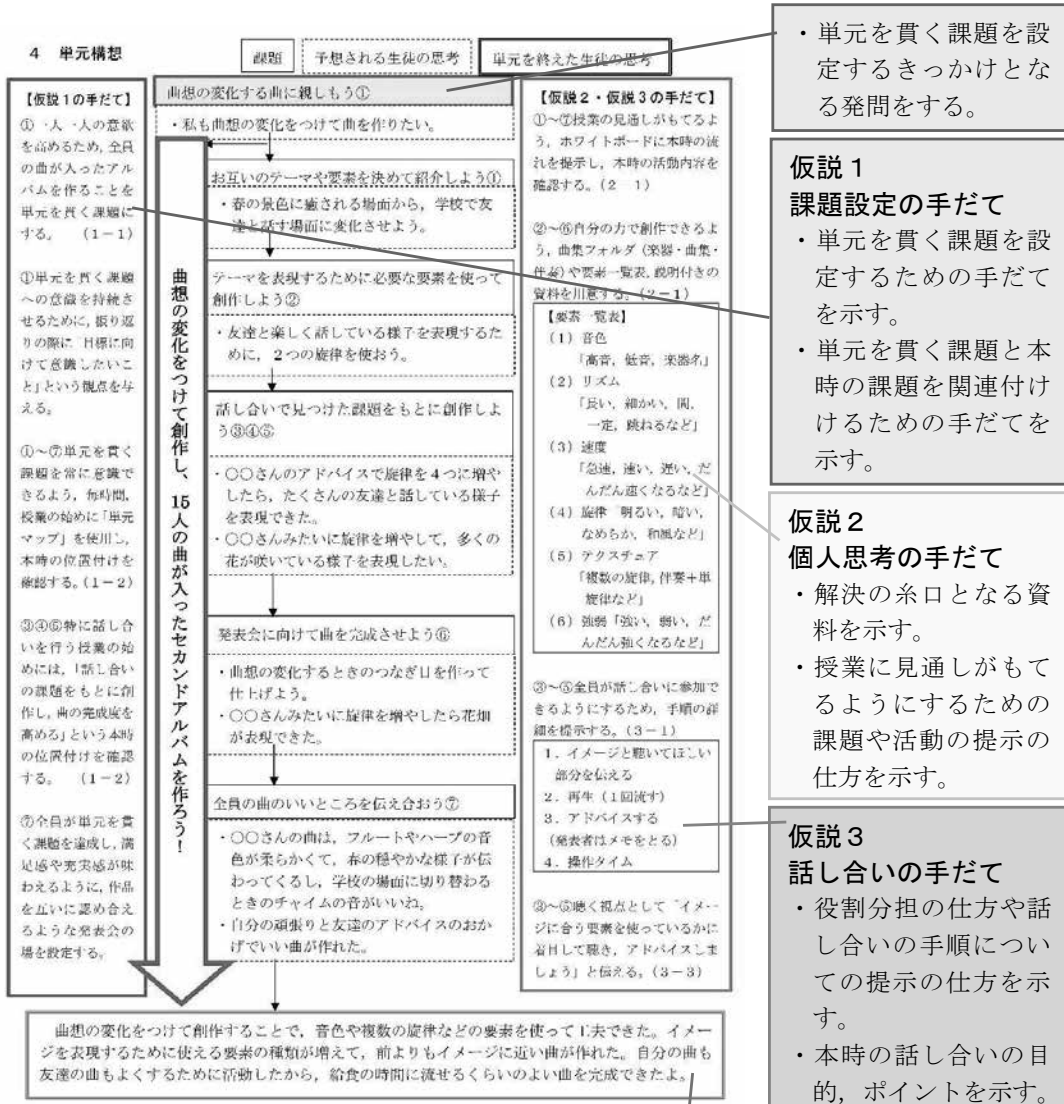 4 単元構想
課題
予想される生徒の思考
単元を終えた生徒の思考
【仮説1の手だて】
①一人一人の意欲
を高めるため,全員
の曲が入ったアル
バムを作ることを
単元を貫く課題に
する。 (1-1)
①単元を貫く課題
への意識を持続さ
せるために,振り返
りの際に「目標に向
けて意識したいこ
と」という観点を与
える。
①~⑦単元を貫く
課題を常に意識で
きるよう,毎時間,
授業の始めに「単元
マップ」を使用し,
本時の位置付けを
確認する。(1-2)
③④⑤特に話し合
いを行う授業の始
めには,「話し合い
の課題をもとに創
作し,曲の完成度を
高める」という本時
の位置付けを確認
する。 (1-2)
⑦全員が単元を貫
く課題を達成し,満
足感や充実感が味
わえるように,作品
を互いに認め合え
るような発表会の
場を設定する。
曲想の変化をつけて創作し、15人の曲が入ったセカンドアルバムを作ろう!
曲想の変化する曲に親しもう①
・私も曲想の変化をつけて曲を作りたい。
お互いのテーマや要素を決めて紹介しよう①
・春の景色に癒される場面から,学校で友
達と話す場面に変化させよう。
テーマを表現するために必要な要素を使って
創作しよう②
・友達と楽しく話している様子を表現するた
めに,2つの旋律を使おう。
話し合いで見つけた課題をもとに創作しよ
う③④⑤
・〇〇さんのアドバイスで旋律を4つに増や
したら,たくさんの友達と話している様子
を表現できた。
・〇〇さんみたいに旋律を増やして,多くの
花が咲いている様子を表現したい。
発表会に向けて曲を完成させよう⑥
・曲想の変化するときのつなぎ目を作って
仕上げよう。
・〇〇さんみたいに旋律を増やしたら花畑
が表現できた。
全員の曲のいいところを伝え合おう⑦
・〇〇さんの曲は,フルートやハープの音
色が柔らかくて,春の穏やかな様子が伝
わってくるし,学校の場面に切り替わる
ときのチャイムの音がいいね。
・自分の頑張りと友達のアドバイスのおか
げでいい曲が作れた。
【仮説2・仮説3の手だて】
①~⑦授業の見通しがもてるよ
う,ホワイトボードに本時の流
れを提示し,本時の活動内容を
確認する。(2-1)
②~⑥自分の力で創作できるよ
う,曲集フォルダ(楽器・曲集・
伴奏)や要素一覧表,説明付きの
資料を用意する。(2-1)
【要素一覧表】
(1)音色
「高音,低音,楽器名」
(2)リズム
「長い,細かい,間,
一定,跳ねるなど」
(3)速度
「急速,速い,遅い,だ
んだん速くなるなど」
(4)旋律「明るい,暗い,
なめらか,和風など」
(5)テクスチュア
「複数の旋律,伴奏+単
旋律など」
(6)強弱「強い,弱い,だ
んだん強くなるなど」
③~⑤全員が話し合いに参加で
きるようにするため,手順の詳
細を提示する。(3-1)
1.イメージと聴いてほしい
部分を伝える
2.再生(1回流す)
3.アドバイスする
(発表者はメモをとる)
4.操作タイム
③~⑤聴く視点として「イメー
ジに合う要素を使っているかに
着目して聴き,アドバイスしま
しょう」と伝える。(3-3)
曲想の変化をつけて創作することで,音色や複数の旋律などの要素を使って工夫できた。イメー
ジを表現するために使える要素の種類が増えて,前よりもイメージに近い曲が作れた。自分の曲も
友達の曲もよくするために活動したから,給食の時間に流せるくらいのよい曲を完成できたよ。
・単元を貫く課題を設
定するきっかけとな
る発問をする。
仮説1
課題設定の手だて
・単元を貫く課題を設
定するための手だて
を示す。
・単元を貫く課題と本
時の課題を関連付け
けるための手だてを
示す。
仮説2
個人思考の手だて
・解決の糸口となる資
料を示す。
・授業に見通しがもて
るようにするための
課題や活動の提示の
仕方を示す。
仮説3
話し合いの手だて
・役割分担の仕方や話
し合いの手順につい
ての提示の仕方を示
す。
・本時の話し合いの目
的,ポイントを示す。